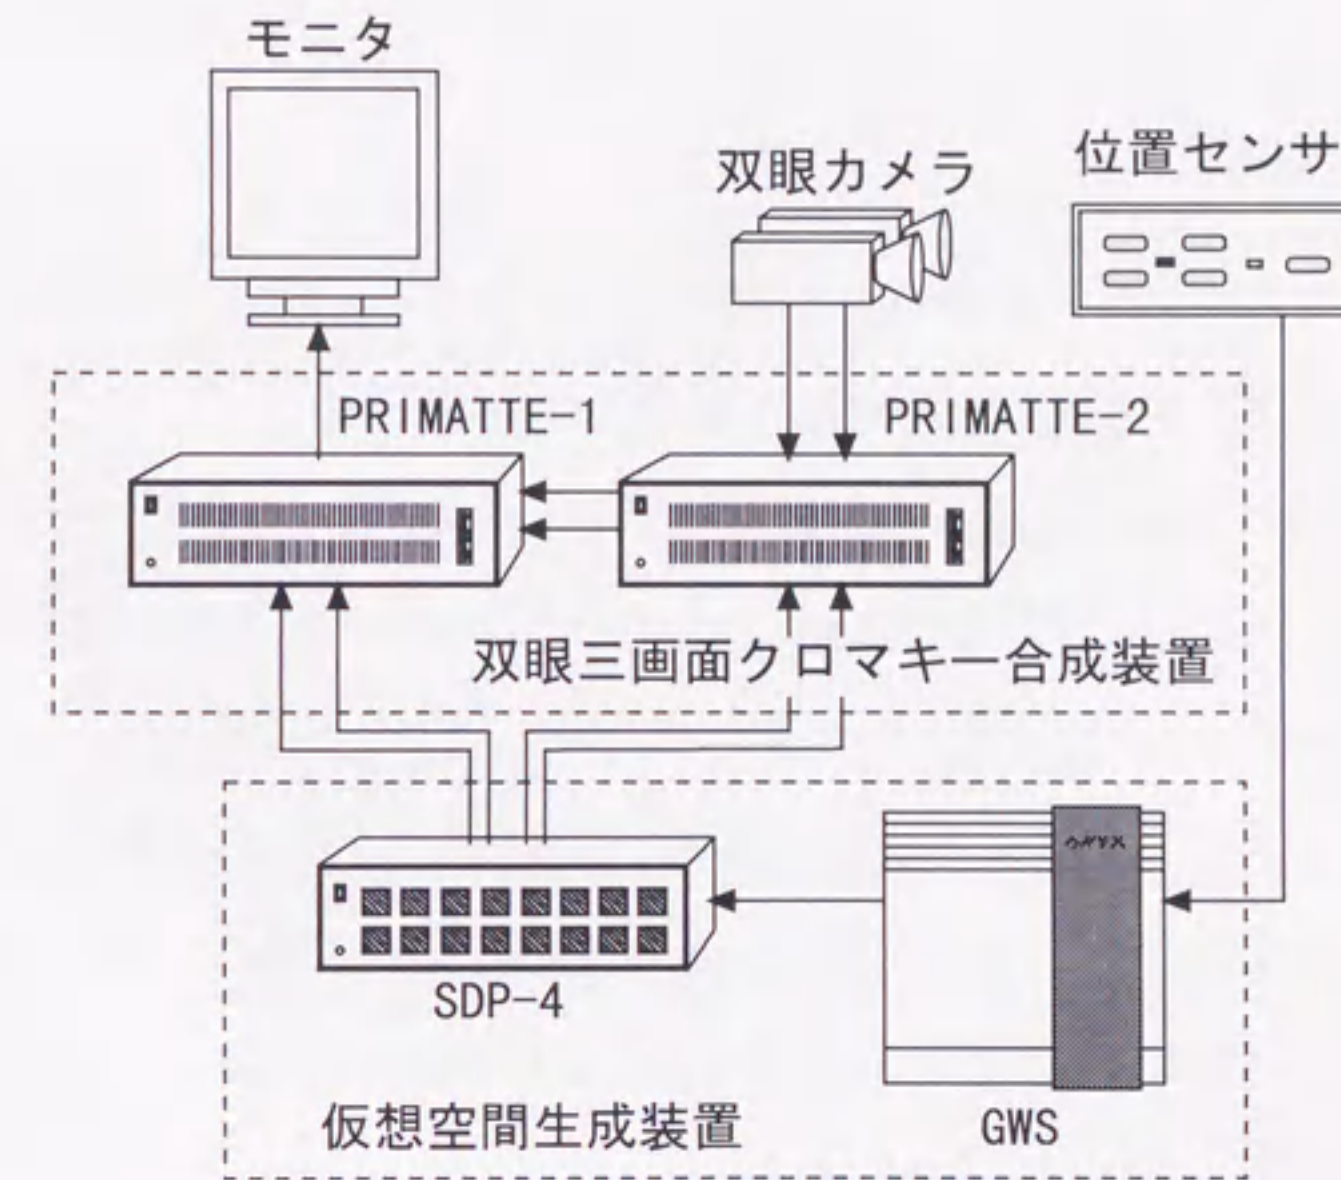 モニタ
双眼カメラ
位置センサ
PRIMATTE-1
PRIMATTE-2
双眼三画面クロマキー合成装置
SDP-4
onyx
仮想空間生成装置
GWS